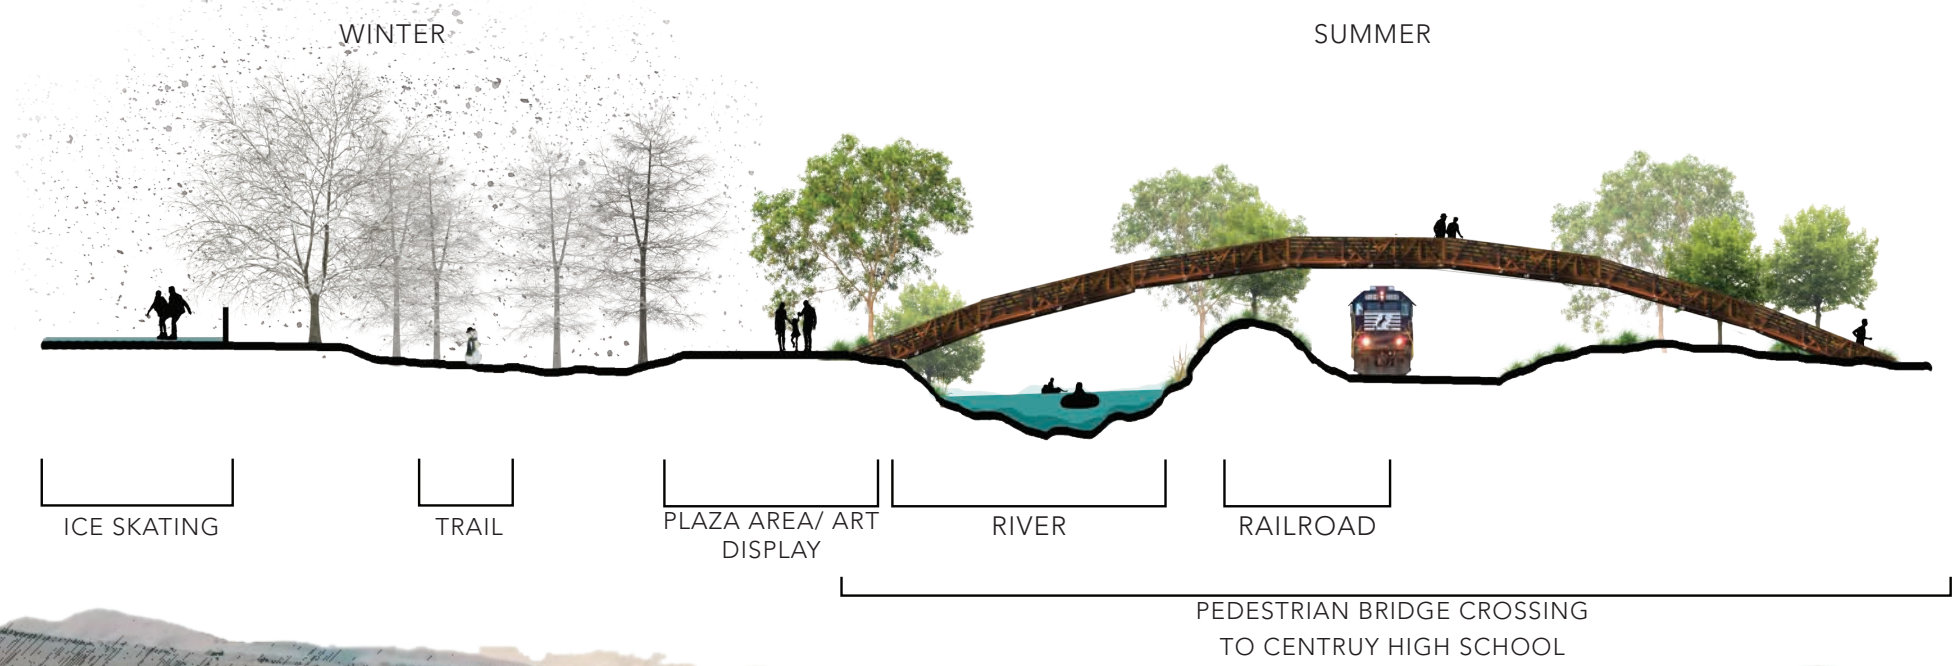 WINTER
SUMMER
ICE SKATING
TRAIL
PLAZA AREA/ ART
DISPLAY
RIVER
RAILROAD
PEDESTRIAN BRIDGE CROSSING
TO CENTRUY HIGH SCHOOL